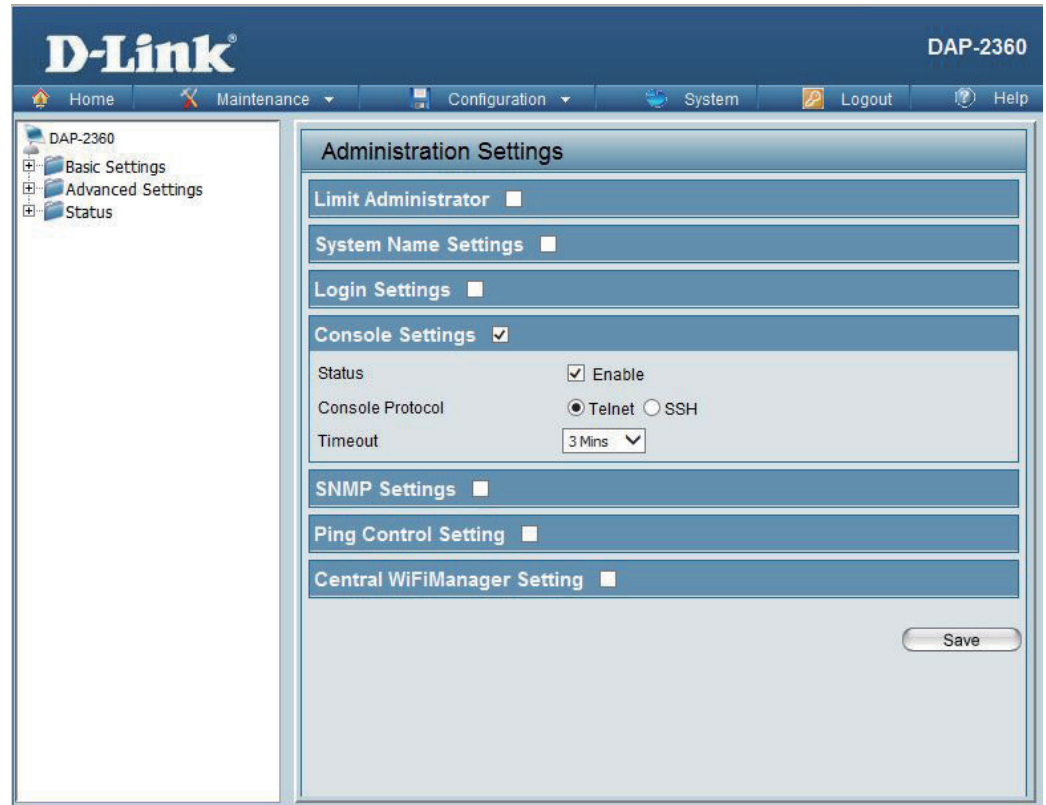 D-Link®
DAP-2360
Home Maintenance Configuration System Logout Help
DAP-2360
Basic Settings
Advanced Settings
Status
Administration Settings
Limit Administrator
System Name Settings
Login Settings
Console Settings
Status Enable
Console Protocol Telnet SSH
Timeout 3 Mins
SNMP Settings
Ping Control Setting
Central WiFiManager Setting
Save